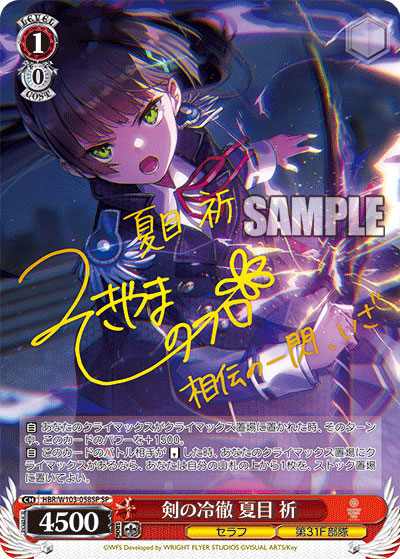 LEVEL
1
0
COST
夏目 祈
SAMPLE
相伝の一閃、いざ
自 あなたのクライマックスがクライマックス置場に置かれた時、そのターン
中、このカードのパワーを+1500。
自 このカードのバトル相手が した時、あなたのクライマックス置場にク
ライマックスがあるなら、あなたは自分の山札の上から1枚を、ストック置
場に置いてよい。
CH HBR/W103-058SP SP
4500
剣の冷徹 夏目 祈
セラフ
第31F部隊
©WFS Developed by WRIGHT FLYER STUDIOS ©VISUAL ARTS/Key